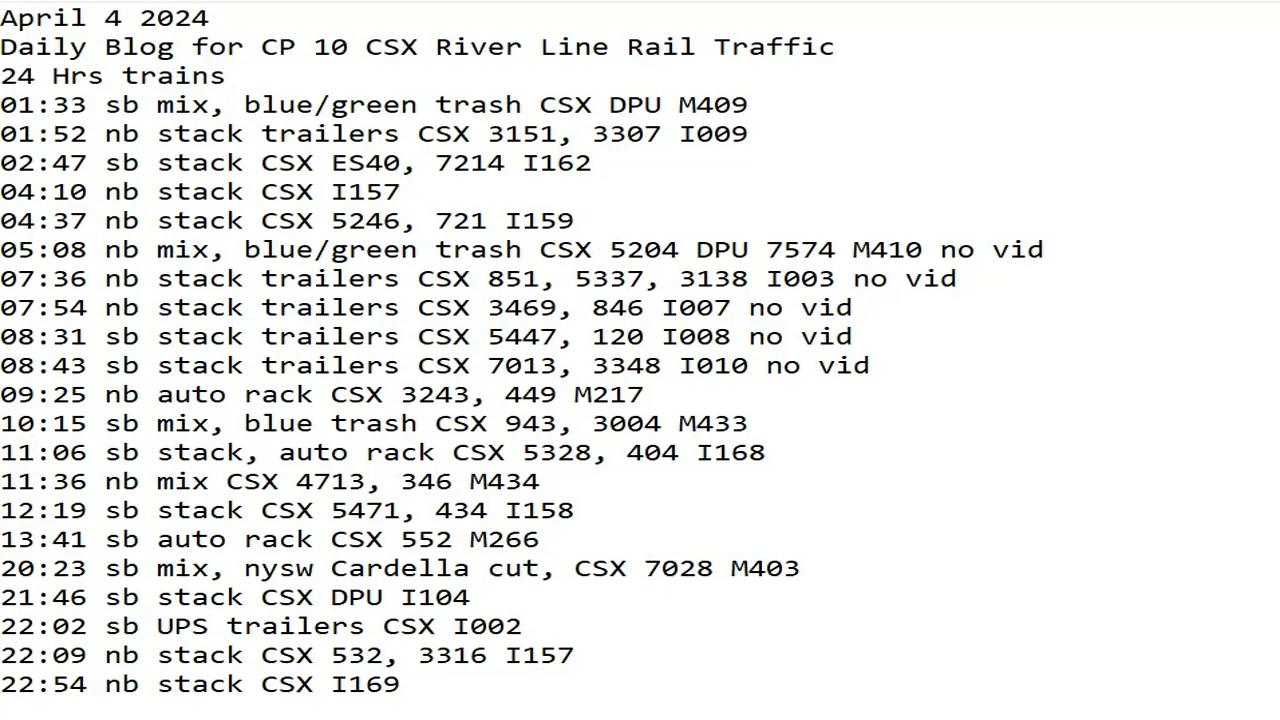 April 4 2024
Daily Blog for CP 10 CSX River Line Rail Traffic
24 Hrs trains
01:33 sb mix, blue/green trash CSX DPU M409
01:52 nb stack trailers CSX 3151, 3307 I009
02:47 sb stack CSX ES40, 7214 I162
04:10 nb stack CSX I157
04:37 nb stack CSX 5246, 721 I159
05:08 nb mix, blue/green trash CSX 5204 DPU 7574 M410 no vid
07:36 nb stack trailers CSX 851, 5337, 3138 I003 no vid
07:54 nb stack trailers CSX 3469, 846 I007 no vid
08:31 sb stack trailers CSX 5447, 120 I008 no vid
08:43 sb stack trailers CSX 7013, 3348 I010 no vid
09:25 nb auto rack CSX 3243, 449 M217
10:15 sb mix, blue trash CSX 943, 3004 M433
11:06 sb stack, auto rack CSX 5328, 404 I168
11:36 nb mix CSX 4713, 346 M434
12:19 sb stack CSX 5471, 434 I158
13:41 sb auto rack CSX 552 M266
20:23 sb mix, nysw Cardella cut, CSX 7028 M403
21:46 sb stack CSX DPU I104
22:02 sb UPS trailers CSX I002
22:09 nb stack CSX 532, 3316 I157
22:54 nb stack CSX I169